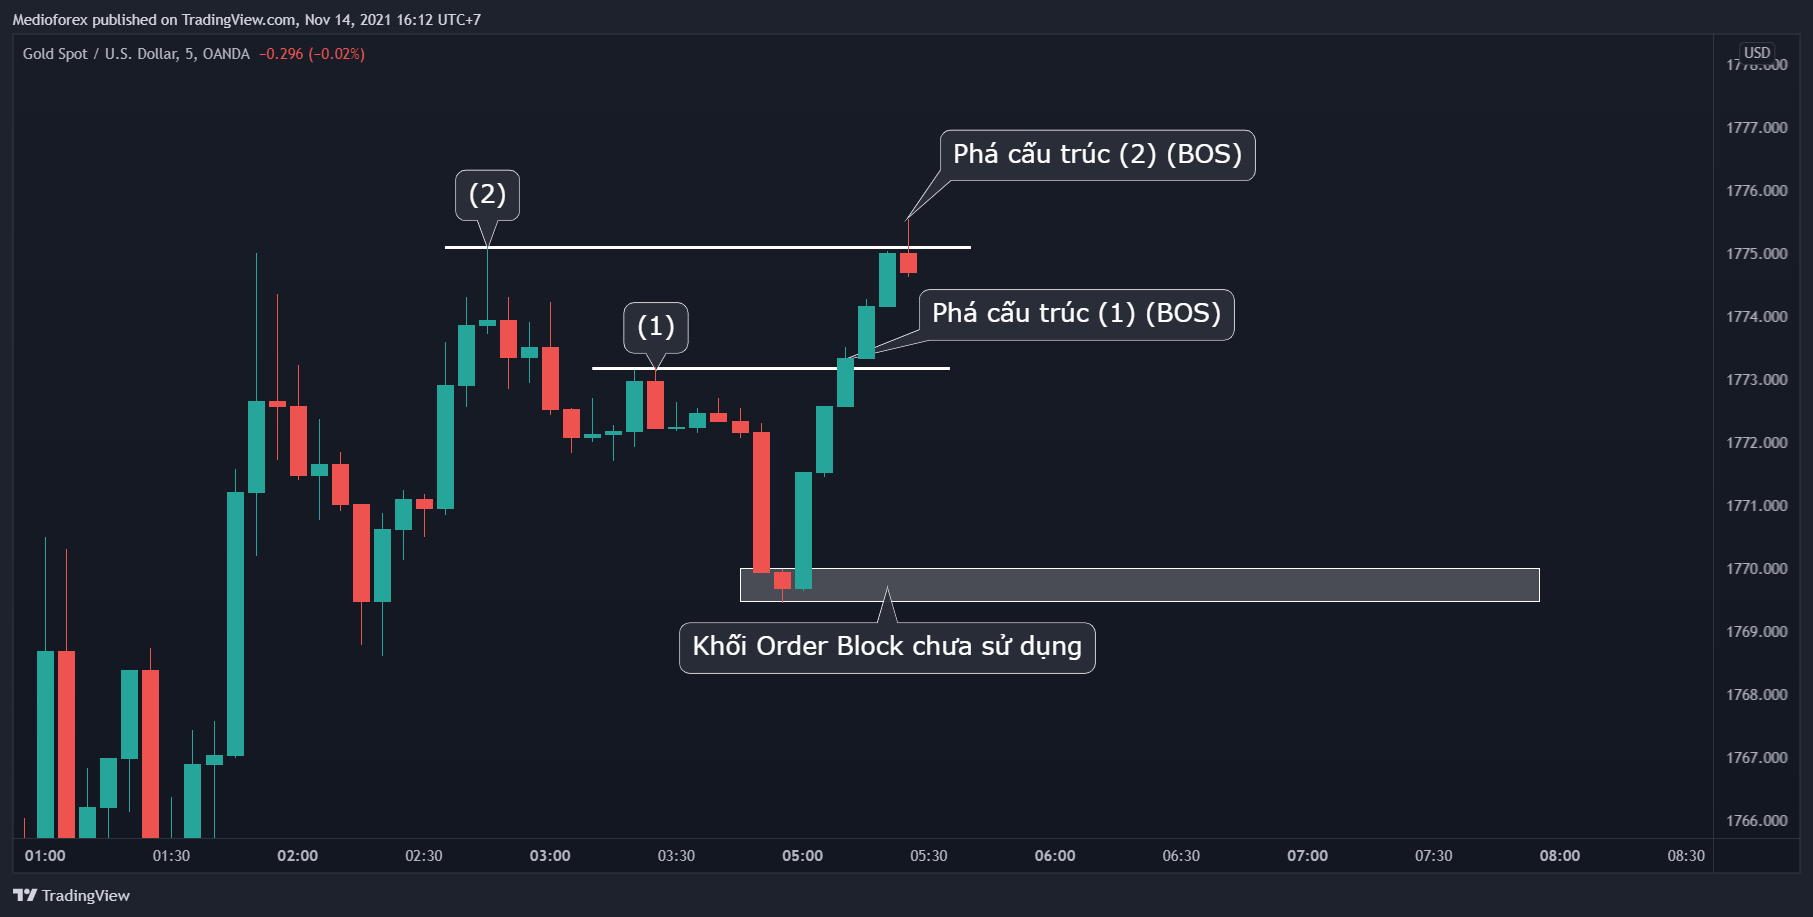 Medioforex published on TradingView.com, Nov 14, 2021 16:12 UTC+7
Gold Spot / U.S. Dollar, 5, OANDA −0.296 (−0.02%)
USD
1778.000
1777.000
Phá cấu trúc (2) (BOS)
(2)
1776.000
1775.000
Phá cấu trúc (1) (BOS)
(1)
1774.000
1773.000
1772.000
1771.000
1770.000
Khối Order Block chưa sử dụng
1769.000
1768.000
1767.000
1766.000
01:00 01:30 02:00 02:30 03:00 03:30 05:00 05:30 06:00 06:30 07:00 07:30 08:00 08:30
TradingView